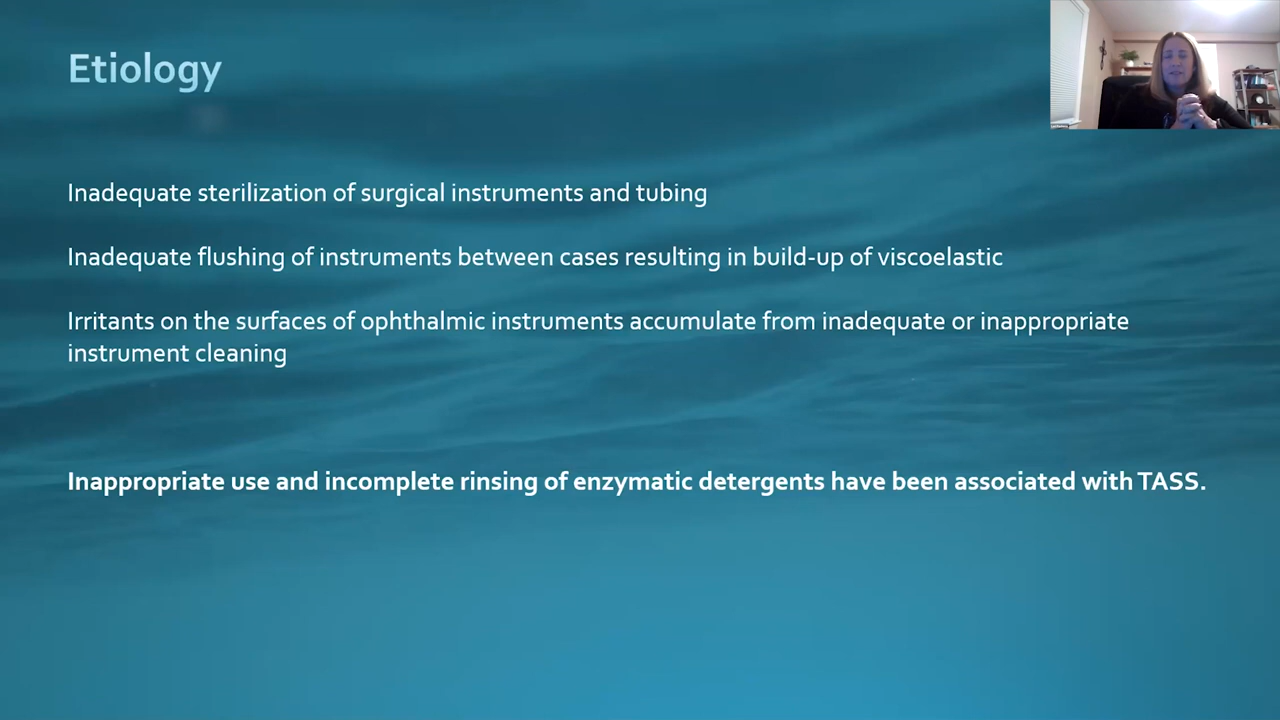 Etiology
Inadequate sterilization of surgical instruments and tubing
Inadequate flushing of instruments between cases resulting in build-up of viscoelastic
Irritants on the surfaces of ophthalmic instruments accumulate from inadequate or inappropriate
instrument cleaning
Inappropriate use and incomplete rinsing of enzymatic detergents have been associated with TASS.